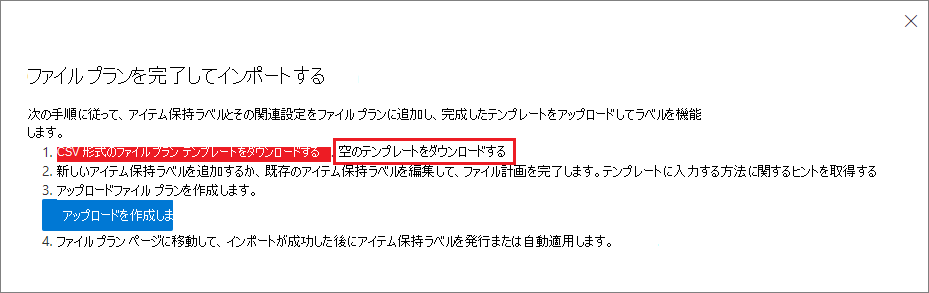 ファイル プランを完了してインポートする
次の手順に従って、アイテム保持ラベルとその関連設定をファイル プランに追加し、完成したテンプレートをアップロードしてラベルを機能
します。
1. CSV 形式のファイル プラン テンプレートをダウンロードする 空のテンプレートをダウンロードする
2. 新しいアイテム保持ラベルを追加するか、既存のアイテム保持ラベルを編集して、ファイル計画を完了します。テンプレートに入力する方法に関するヒントを取得する
3. アップロードファイル プランを作成します。
アップロードを作成しま
4. ファイル プラン ページに移動して、インポートが成功した後にアイテム保持ラベルを発行または自動適用します。